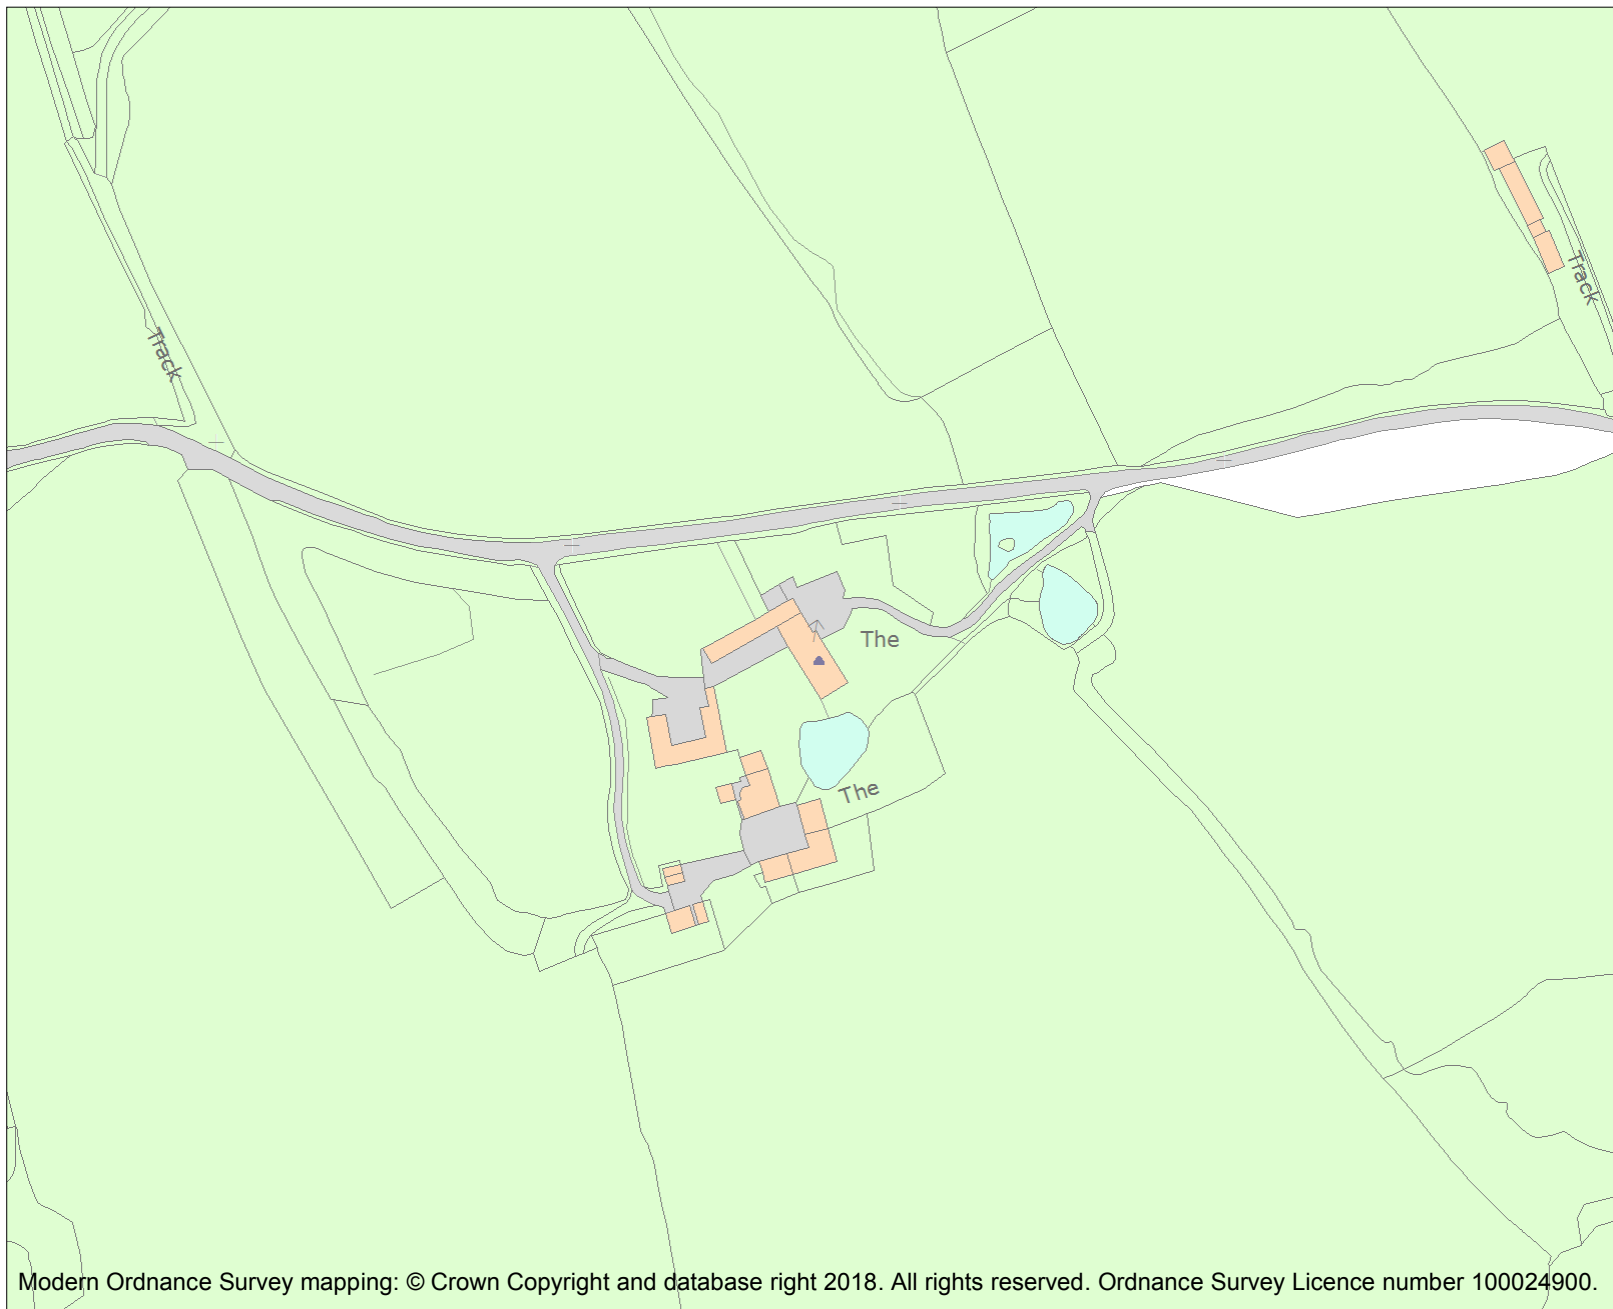 Track
Track
The
The
Modern Ordnance Survey mapping: © Crown Copyright and database right 2018. All rights reserved. Ordnance Survey Licence number 100024900.